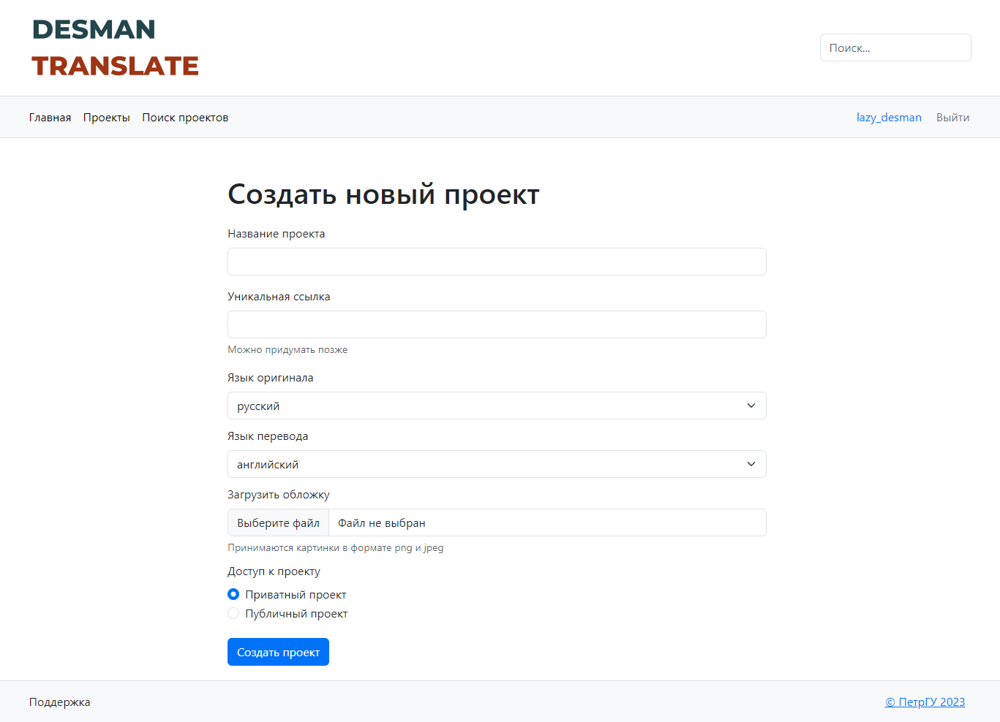 DESMAN
TRANSLATE
Поиск...
Главная Проекты Поиск проектов lazy_desman Выйти
Создать новый проект
Название проекта
Уникальная ссылка
Можно придумать позже
Язык оригинала
русский
Язык перевода
английский
Загрузить обложку
Выберите файл Файл не выбран
Принимаются картинки в формате png и jpeg
Доступ к проекту
Приватный проект
Публичный проект
Создать проект
Поддержка © ПетрГУ 2023